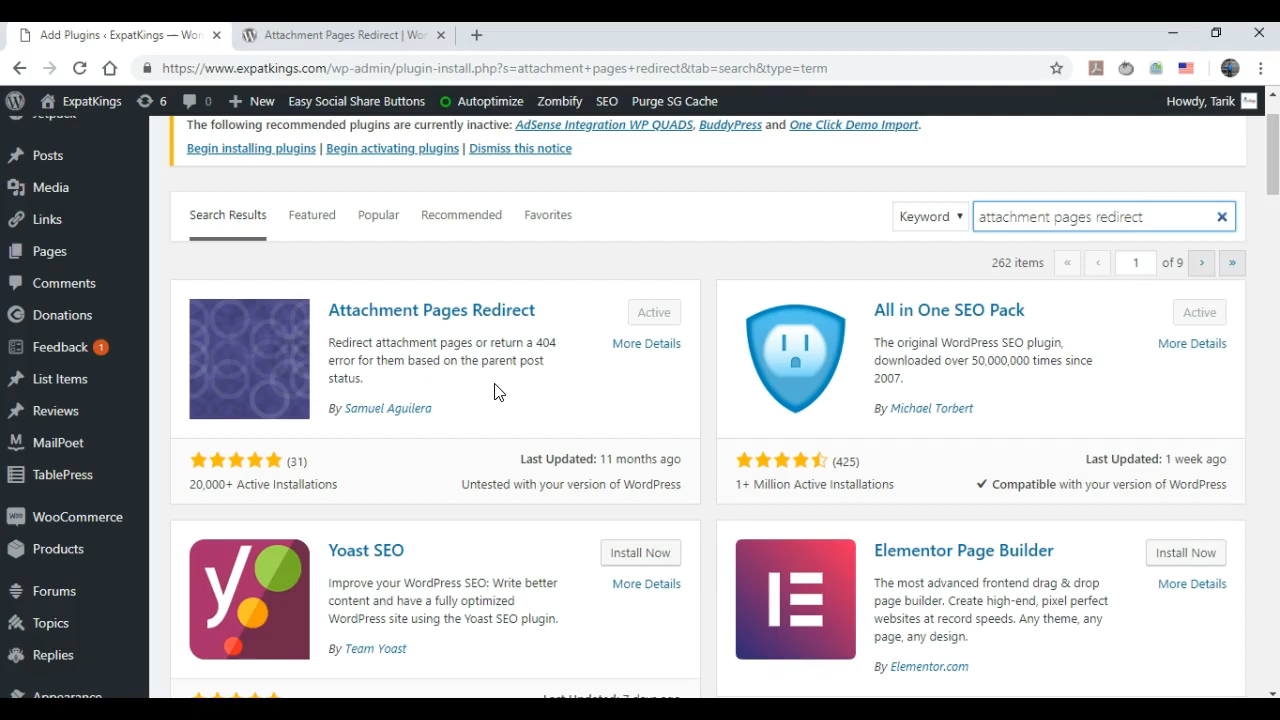 Add Plugins ‹ ExpatKings — Wor
Attachment Pages Redirect | Wor
https://www.expatkings.com/wp-admin/plugin-install.php?s=attachment+pages+redirect&tab=search&type=term
ExpatKings 6 0 New Easy Social Share Buttons Autoptimize Zombify SEO Purge SG Cache Howdy, Tarik
Jetpack
Posts
Media
Links
Pages
Comments
Donations
Feedback 1
List Items
Reviews
MailPoet
TablePress
WooCommerce
Products
Forums
Topics
Replies
Appearance
The following recommended plugins are currently inactive: AdSense Integration WP QUADS, BuddyPress and One Click Demo Import.
Begin installing plugins | Begin activating plugins | Dismiss this notice
Search Results Featured Popular Recommended Favorites Keyword ▼ attachment pages redirect
262 items « ‹ 1 of 9 › »
Attachment Pages Redirect
Active
More Details
Redirect attachment pages or return a 404
error for them based on the parent post
status.
By Samuel Aguilera
(31)
Last Updated: 11 months ago
20,000+ Active Installations
Untested with your version of WordPress
All in One SEO Pack
Active
More Details
The original WordPress SEO plugin,
downloaded over 50,000,000 times since
2007.
By Michael Torbert
(425)
Last Updated: 1 week ago
1+ Million Active Installations
✓ Compatible with your version of WordPress
y
Yoast SEO
Install Now
More Details
Improve your WordPress SEO: Write better
content and have a fully optimized
WordPress site using the Yoast SEO plugin.
By Team Yoast
Last Updated: 7 days ago
Elementor Page Builder
Install Now
More Details
The most advanced frontend drag & drop
page builder. Create high-end, pixel perfect
websites at record speeds. Any theme, any
page, any design.
By Elementor.com